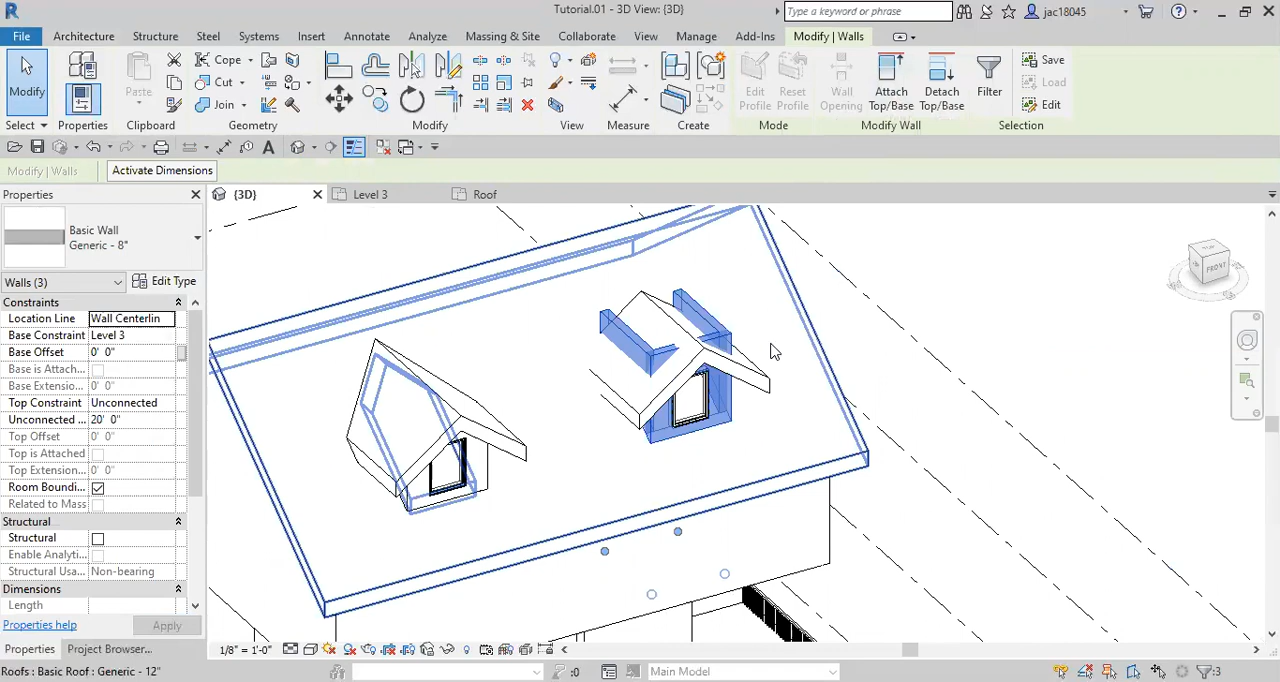 Tutorial.01 - 3D View: {3D}
Type a keyword or phrase
jac18045
File
Architecture
Structure
Steel
Systems
Insert
Annotate
Analyze
Massing & Site
Collaborate
View
Manage
Add-Ins
Modify | Walls
Modify
Paste
Cope
Cut
Join
Edit
Profile
Reset
Profile
Wall
Opening
Attach
Top/Base
Detach
Top/Base
Filter
Save
Load
Edit
Select
Properties
Clipboard
Geometry
Modify
View
Measure
Create
Mode
Modify Wall
Selection
Modify | Walls
Activate Dimensions
Properties
{3D}
Level 3
Roof
Basic Wall
Generic - 8"
Walls (3)
Edit Type
Constraints
Location Line
Wall Centerlin
Base Constraint
Level 3
Base Offset
0' 0"
Base is Attach...
Base Extension...
0' 0"
Top Constraint
Unconnected
Unconnected ...
20' 0"
Top Offset
0' 0"
Top is Attached
Top Extension...
0' 0"
Room Boundi...
Related to Mass
Structural
Structural
Enable Analyti...
Structural Usa...
Non-bearing
Dimensions
Length
Properties help
Apply
Properties
Project Browser...
TOP
FRONT
1/8" = 1'-0"
Roofs : Basic Roof : Generic - 12"
:0
Main Model
:3